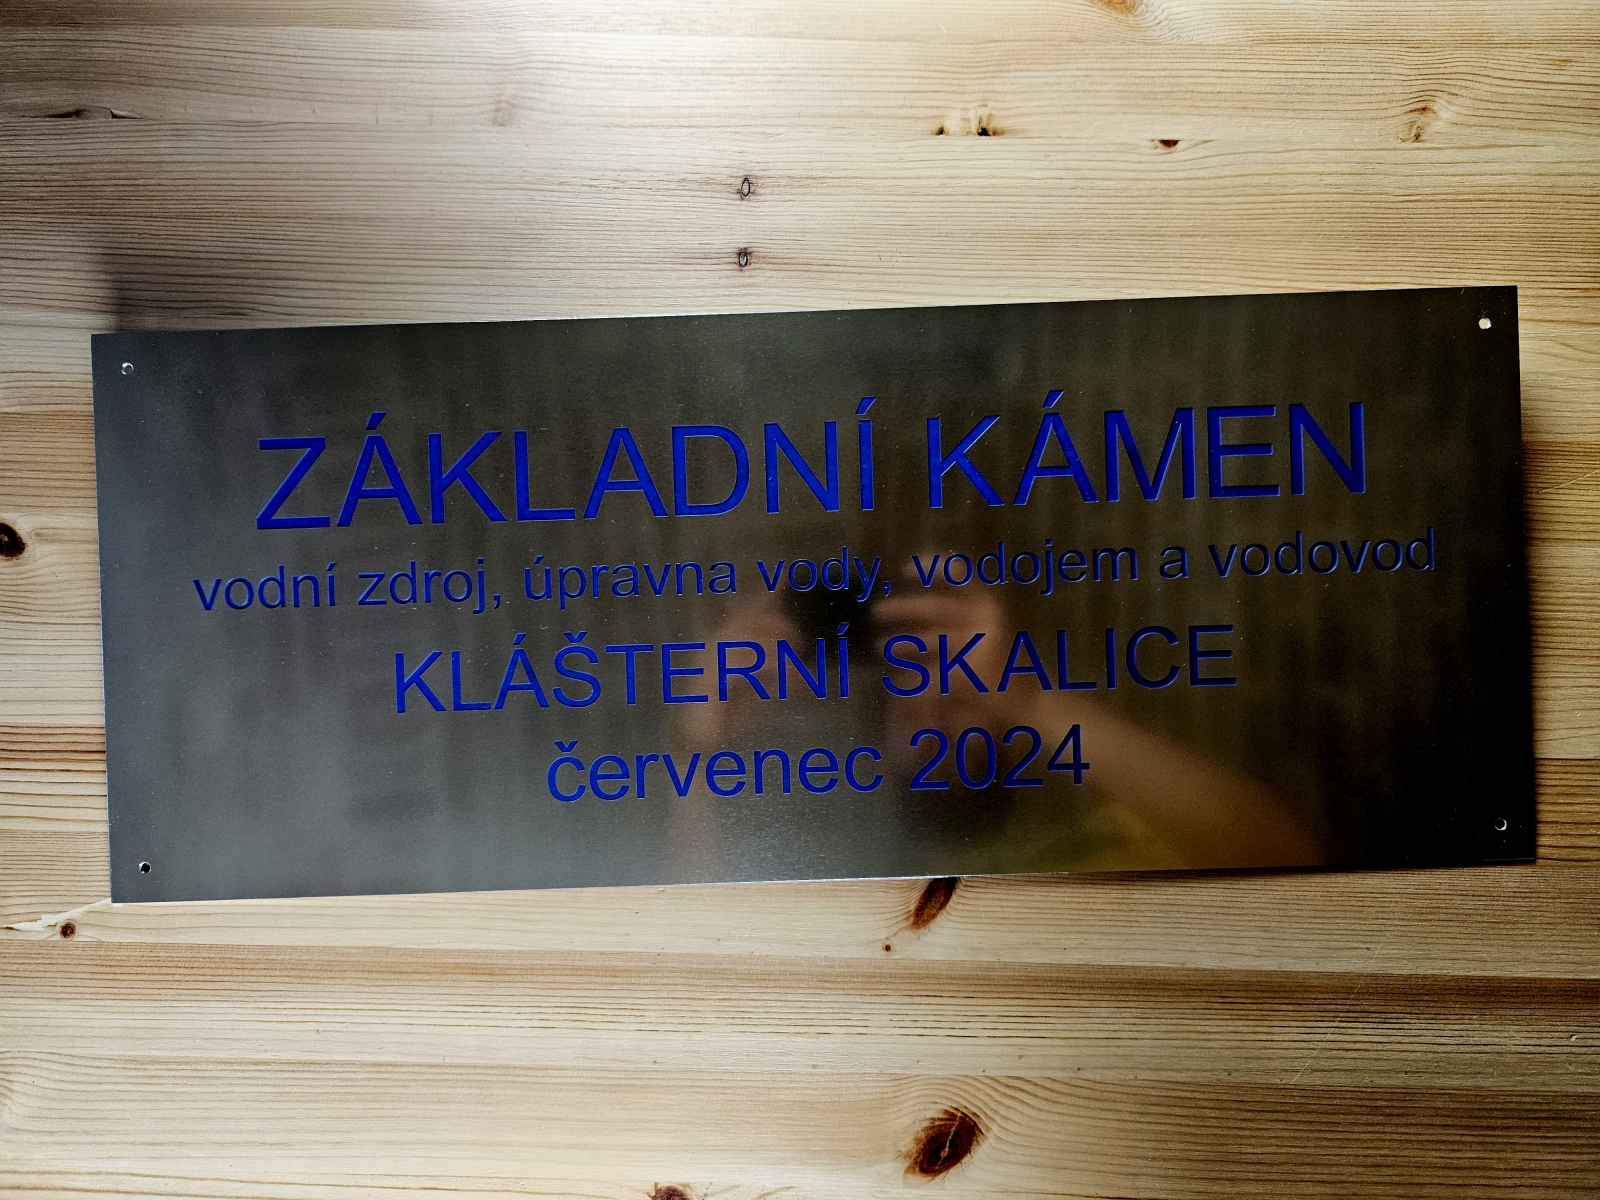 ZÁKLADNÍ KÁMEN
vodní zdroj, úpravna vody, vodojem a vodovod
KLÁŠTERNÍ SKALICE
červenec 2024